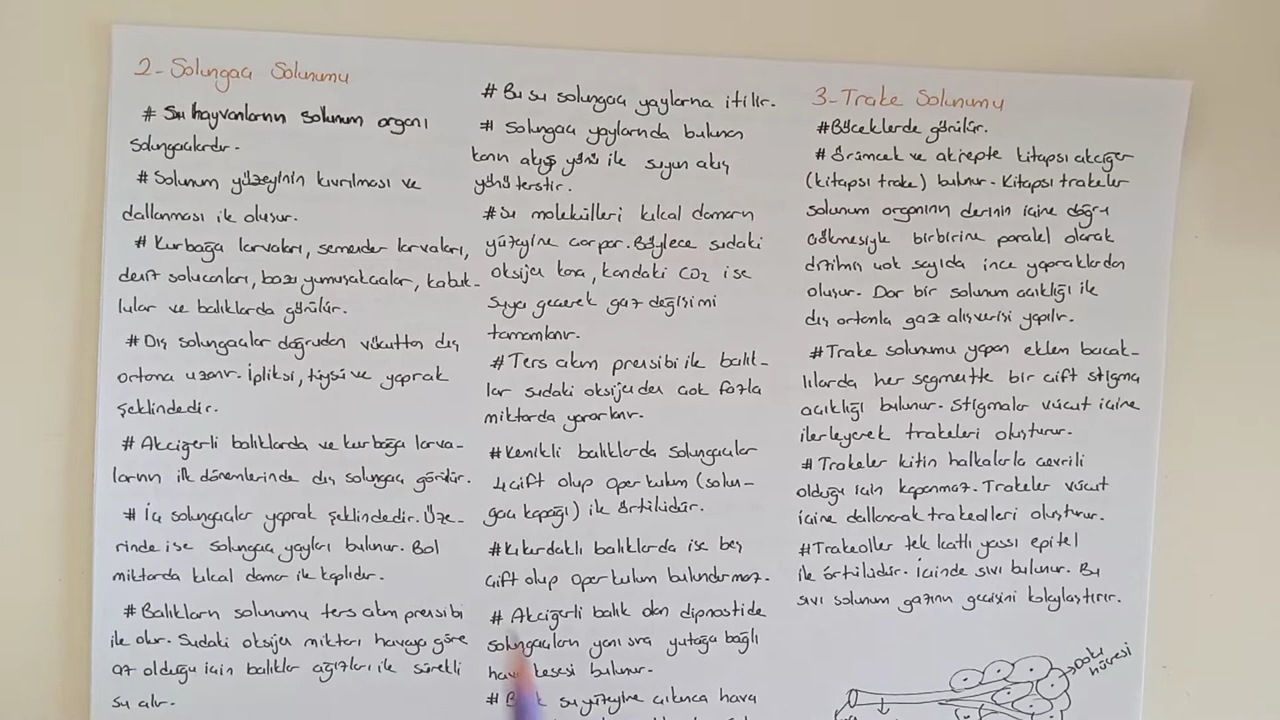 2- Solungaç Solunumu
# Su hayvanlarının solunum organı
solungaçlardır.
# Solunum yüzeyinin kıvrılması ve
dallanması ile oluşur.
# Kurbağa larvaları, semender larvaları,
deniz solucanları, bazı yumuşakçalar, kabuk-
lular ve balıklarda görülür.
# Dış solungaçlar doğrudan vücuttan dış
ortama uzanır. İpliksi, tüysü ve yaprak
şeklindedir.
# Akciğerli balıklarda ve kurbağa larva-
larının ilk dönemlerinde dış solungaç görülür.
# İç solungaçlar yaprak şeklindedir. Üze-
rinde ise solungaç yayları bulunur. Bol
miktarda kılcal damar ile kaplıdır.
# Balıkların solunumu ters akım prensibi
ile olur. Sudaki oksijen miktarı havaya göre
az olduğu için balıklar ağızları ile sürekli
su alır.
# Bu su solungaç yaylarına itilir.
# Solungaç yaylarında bulunan
kanın akış yönü ile suyun akış
yönü terstir.
# Su molekülleri kılcal damarın
yüzeyine çarpar. Böylece sudaki
oksijen kana, kandaki CO2 ise
suya geçerek gaz değişimi
tamamlanır.
# Ters akım prensibi ile balık-
lar sudaki oksijenden çok fazla
miktarda yararlanır.
# Kemikli balıklarda solungaçlar
4 çift olup operkulum (solun-
gaç kapağı) ile örtülüdür.
# Kıkırdaklı balıklarda ise beş
çift olup operkulum bulundurmaz.
# Akciğerli balık olan dipnoide
solungaçların yanı sıra yutağa bağlı
hava kesesi bulunur.
# Balık su yüzeyine çıkınca hava
3- Trake Solunumu
# Böceklerde görülür.
# Örümcek ve akrepte kitapsı akciğer
(kitapsı trake) bulunur. Kitapsı trakeler
solunum organının derinin içine doğru
çökmesiyle birbirine paralel olarak
dizilmiş çok sayıda ince yapraklardan
oluşur. Dar bir solunum açıklığı ile
dış ortamla gaz alışverişi yapılır.
# Trake solunumu yapan eklem bacak-
lılarda her segmentte bir çift stigma
açıklığı bulunur. Stigmalar vücut içine
ilerleyerek trakeleri oluşturur.
# Trakeler kitin halkalarla çevrili
olduğu için kapanmaz. Trakeler vücut
içine dallanarak trakeolleri oluşturur.
# Trakeoller tek katlı yassı epitel
ile örtülüdür. İçinde sıvı bulunur. Bu
sıvı solunum gazının geçişini kolaylaştırır.
Doku
hücresi